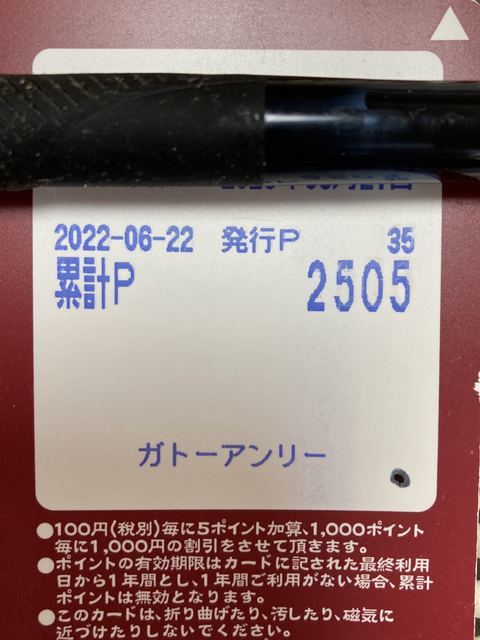 2022-06-22 発行P 35
累計P 2505
ガトーアンリー
●100円(税別)毎に5ポイント加算、1,000ポイント
毎に1,000円の割引をさせて頂きます。
●ポイントの有効期限はカードに記された最終利用
日から1年間とし、1年間ご利用がない場合、累計
ポイントは無効となります。
●このカードは、折り曲げたり、汚したり、磁気に
近づけたりしないでください。